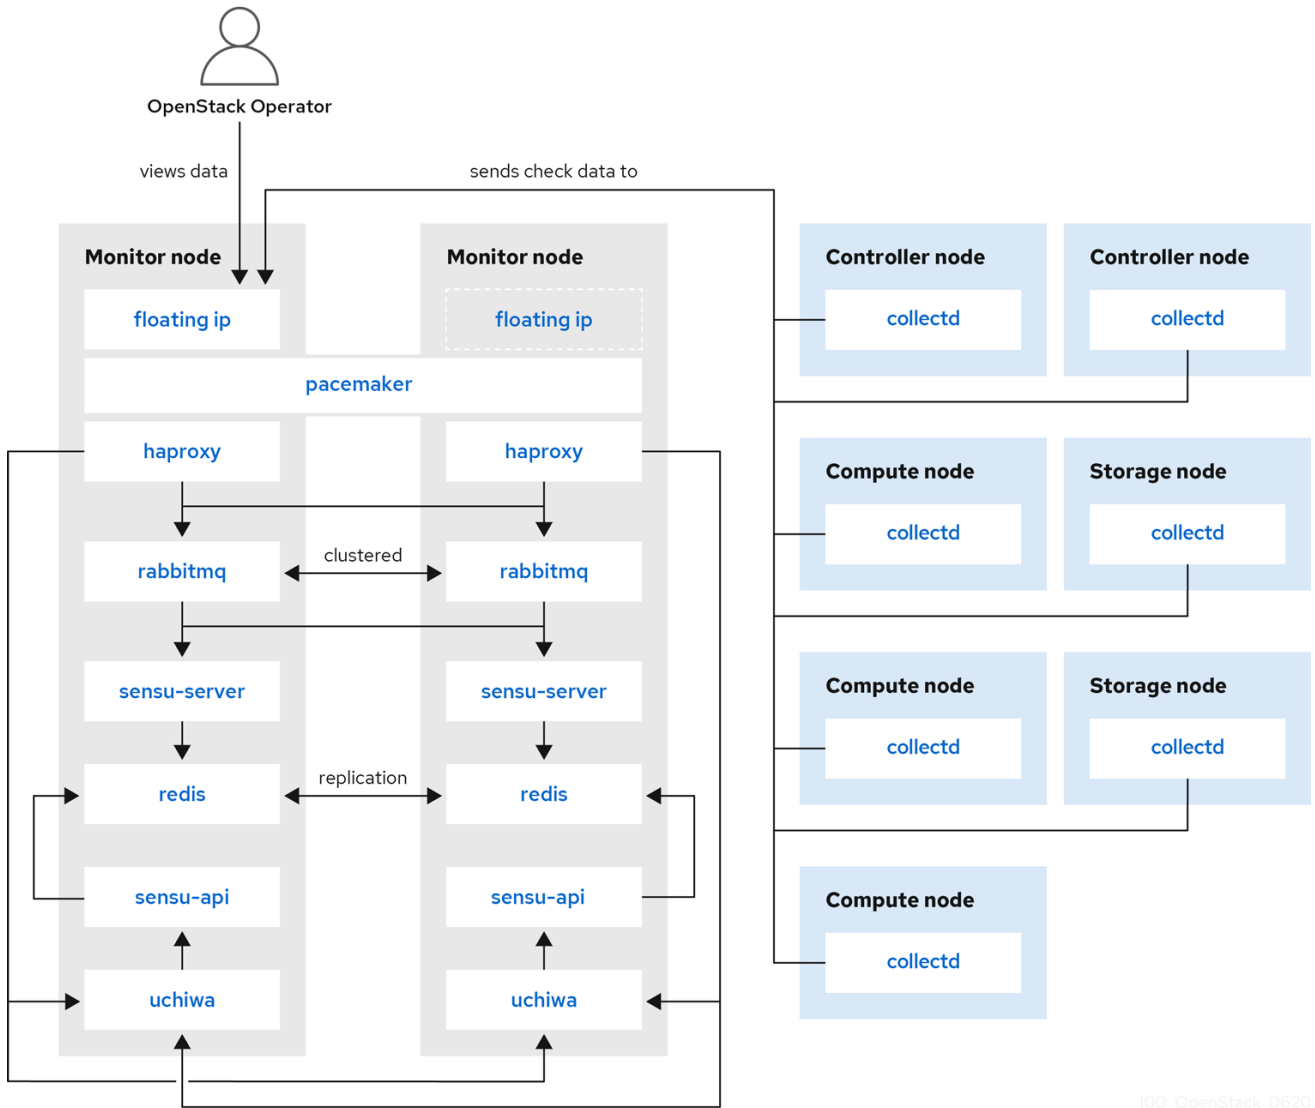 OpenStack Operator
views data
sends check data to
Monitor node
floating ip
Monitor node
floating ip
pacemaker
haproxy
haproxy
rabbitmq
clustered
rabbitmq
sensu-server
sensu-server
redis
replication
redis
sensu-api
sensu-api
uchiwa
uchiwa
Controller node
collectd
Controller node
collectd
Compute node
collectd
Storage node
collectd
Compute node
collectd
Storage node
collectd
Compute node
collectd
100_OpenStack_0620